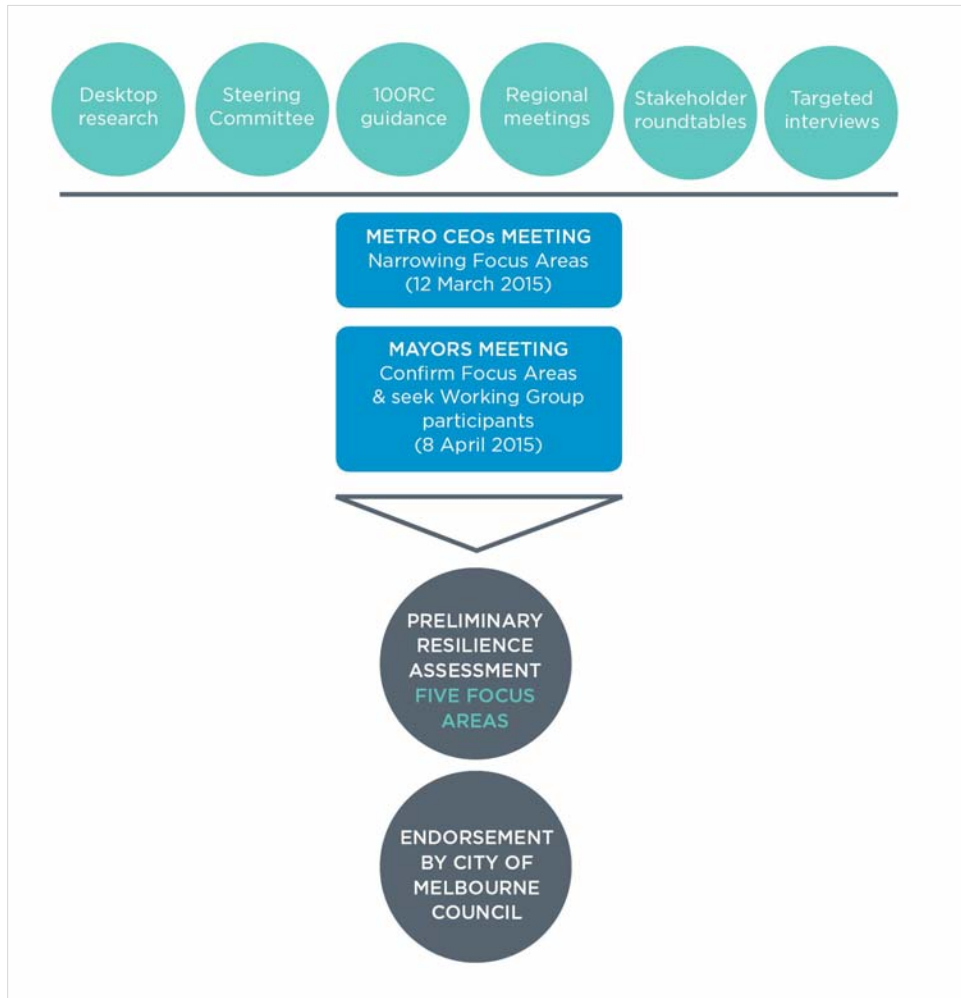 Desktop
research
Steering
Committee
100RC
guidance
Regional
meetings
Stakeholder
roundtables
Targeted
interviews
METRO CEOs MEETING
Narrowing Focus Areas
(12 March 2015)
MAYORS MEETING
Confirm Focus Areas
& seek Working Group
participants
(8 April 2015)
PRELIMINARY
RESILIENCE
ASSESSMENT
FIVE FOCUS
AREAS
ENDORSEMENT
BY CITY OF
MELBOURNE
COUNCIL